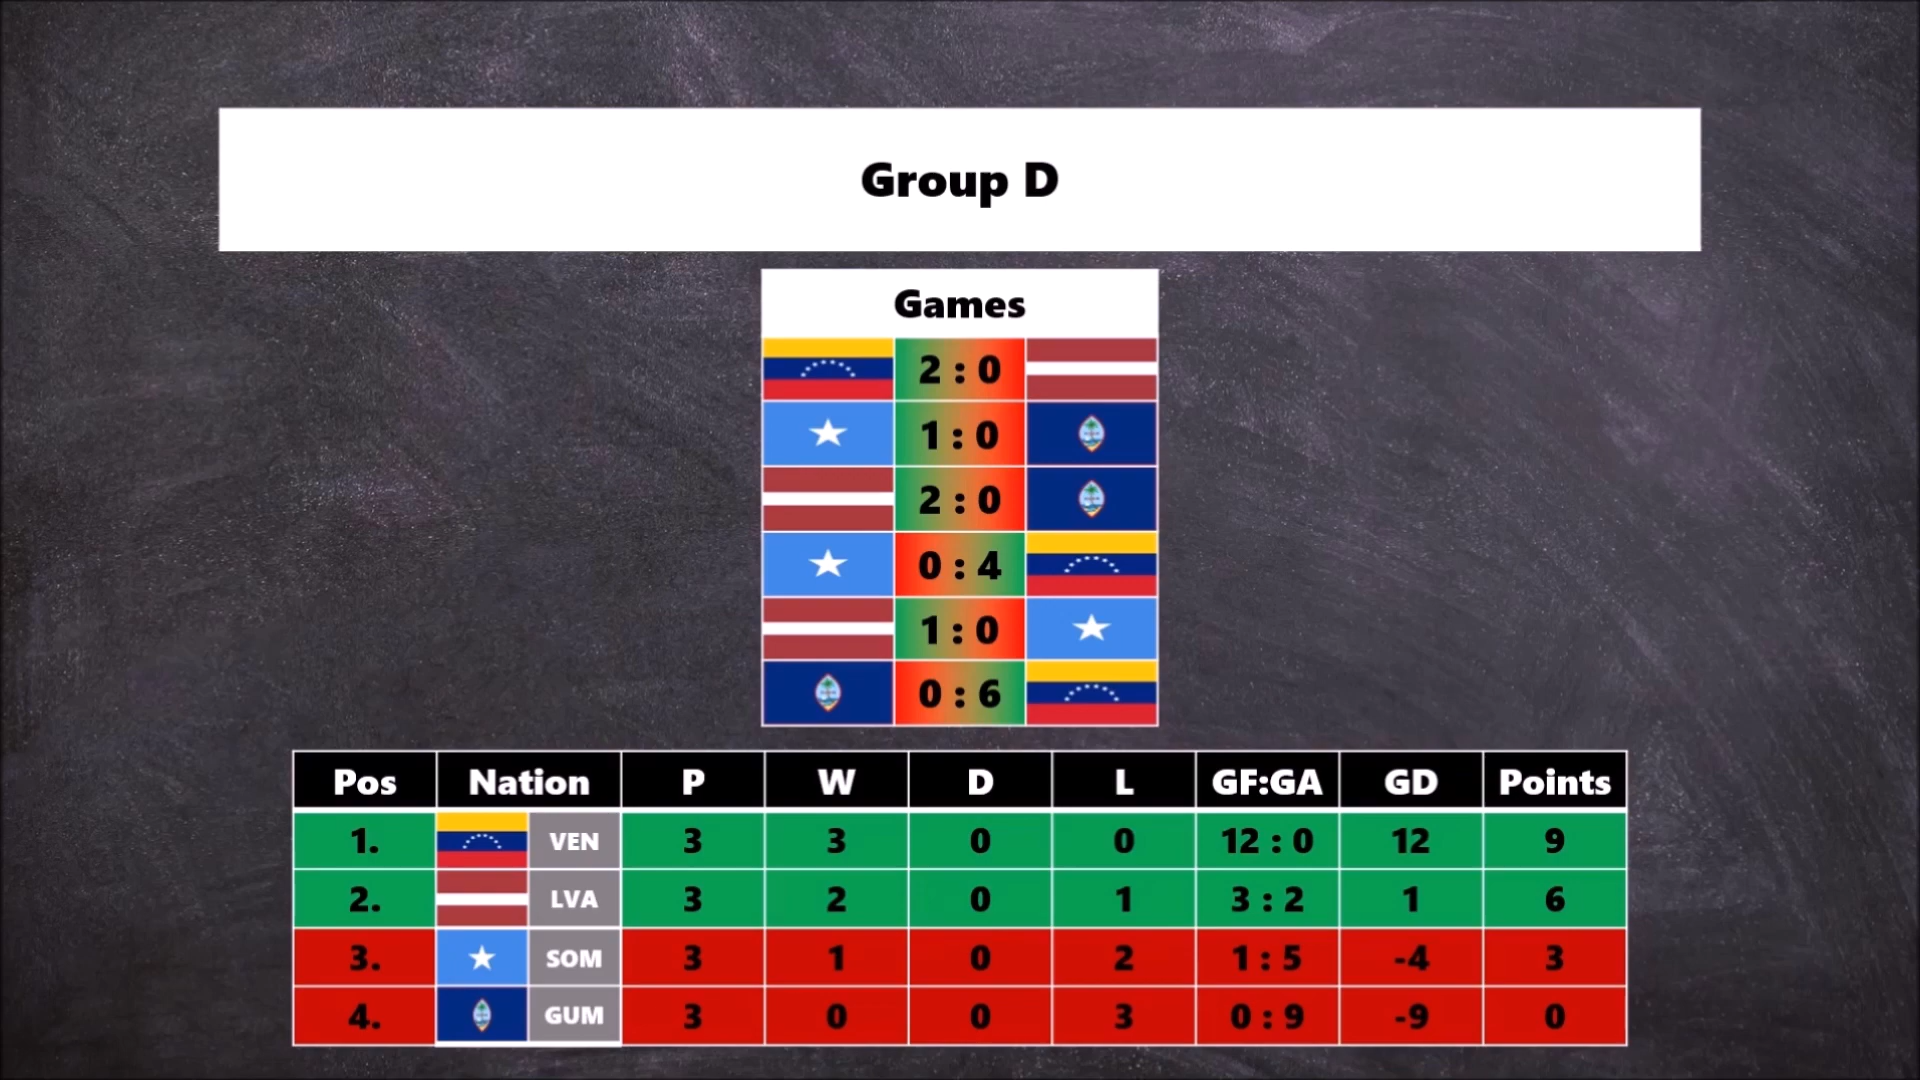 Group D
Games
2 : 0
1 : 0
2 : 0
0 : 4
1 : 0
0 : 6
Pos Nation P W D L GF:GA GD Points
1. VEN 3 3 0 0 12 : 0 12 9
2. LVA 3 2 0 1 3 : 2 1 6
3. SOM 3 1 0 2 1 : 5 -4 3
4. GUM 3 0 0 3 0 : 9 -9 0